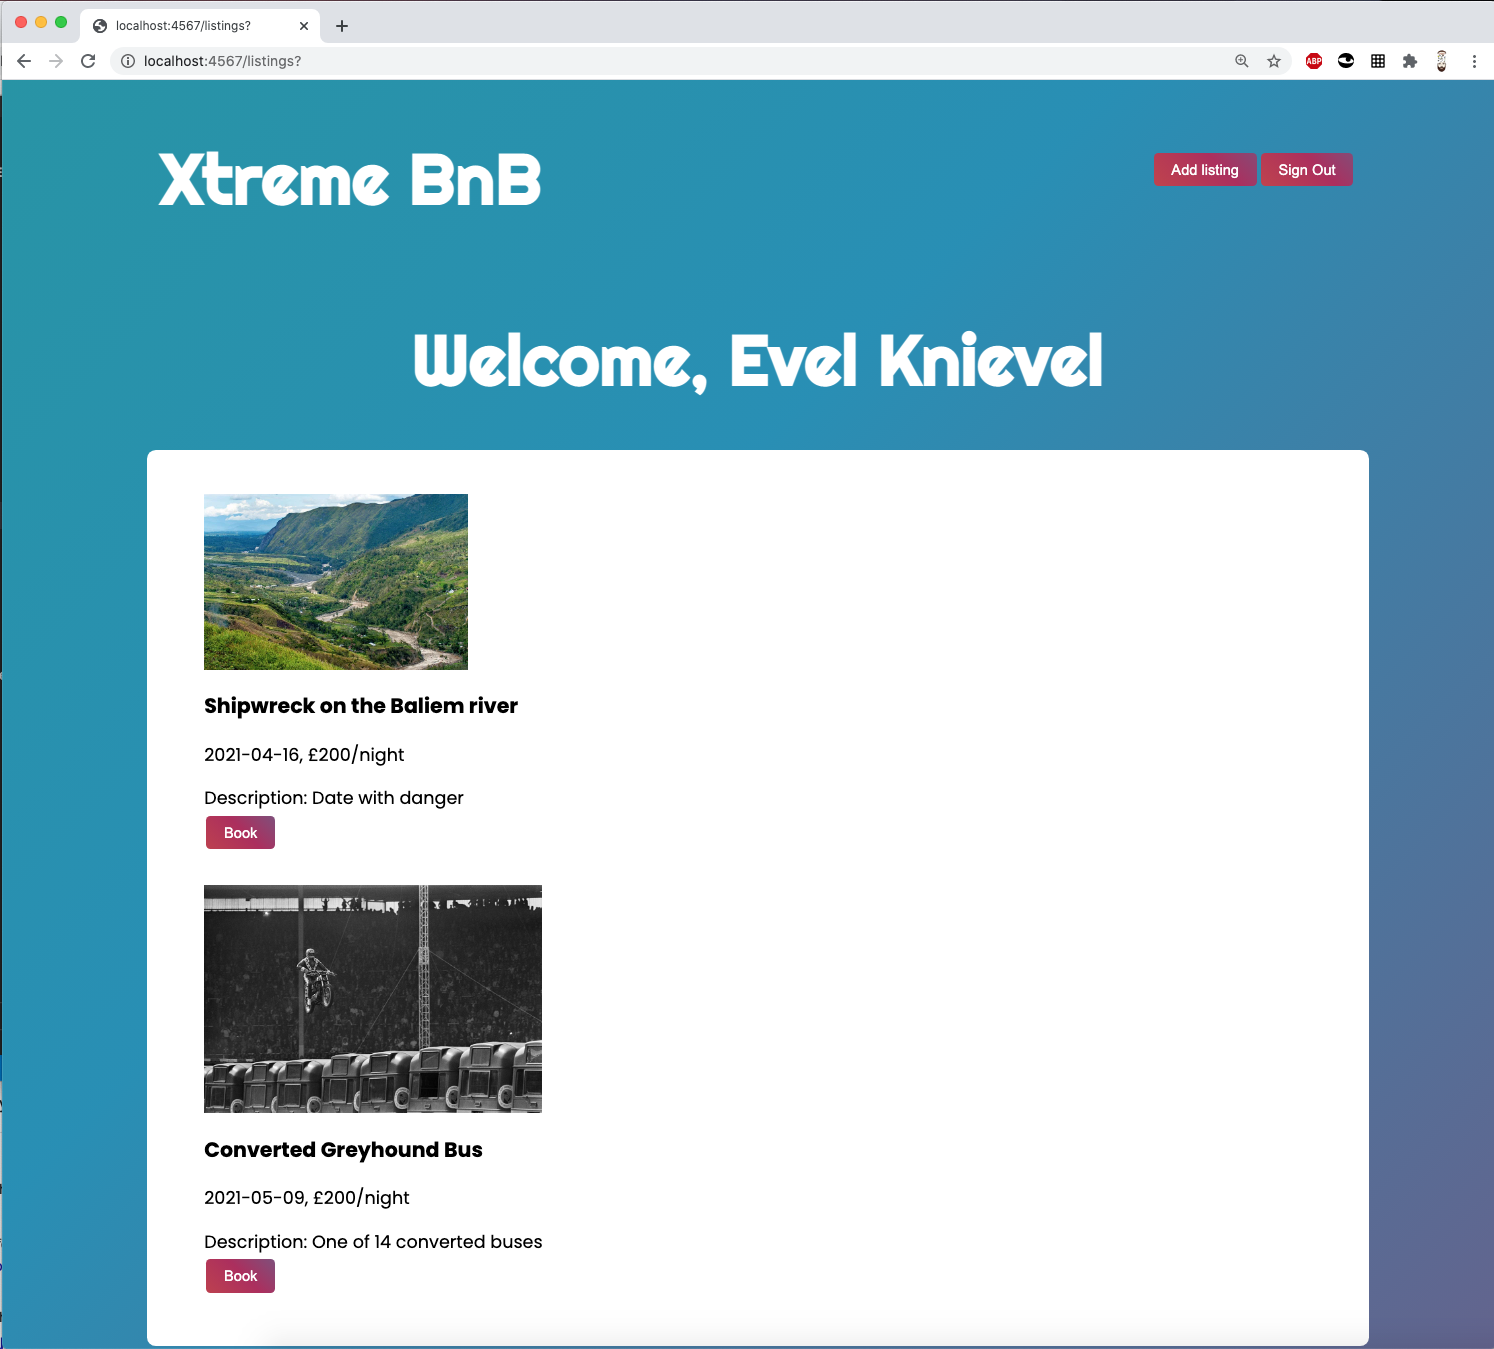 localhost:4567/listings?
localhost:4567/listings?
ABP
Xtreme BnB
Add listing
Sign Out
Welcome, Evel Knievel
Shipwreck on the Baliem river
2021-04-16, £200/night
Description: Date with danger
Book
Converted Greyhound Bus
2021-05-09, £200/night
Description: One of 14 converted buses
Book